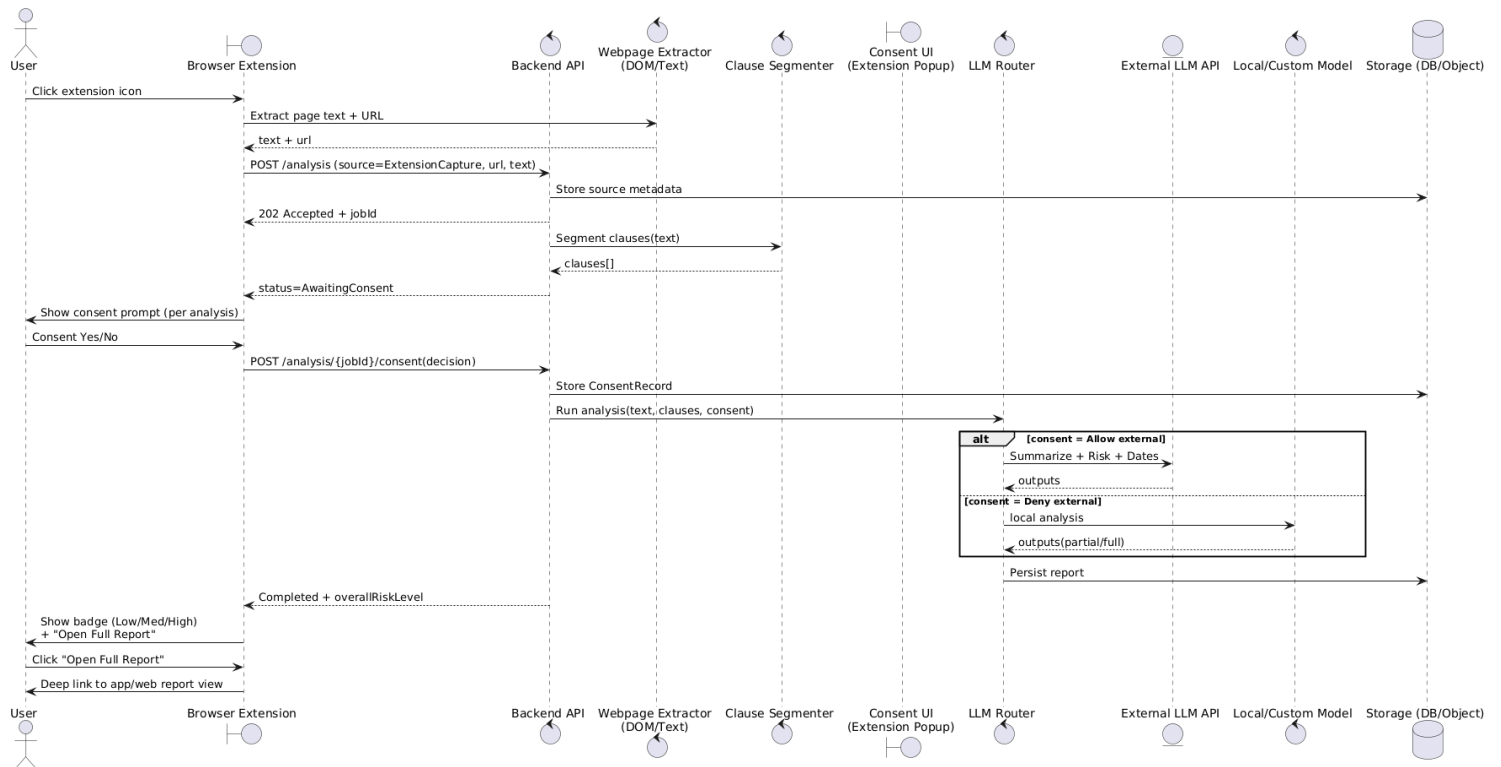 User
Browser Extension
Backend API
Webpage Extractor
(DOM/Text)
Clause Segmenter
Consent UI
(Extension Popup)
LLM Router
External LLM API
Local/Custom Model
Storage (DB/Object)
Click extension icon
Extract page text + URL
text + url
POST /analysis (source=ExtensionCapture, url, text)
Store source metadata
202 Accepted + jobId
Segment clauses(text)
clauses[]
status=AwaitingConsent
Show consent prompt (per analysis)
Consent Yes/No
POST /analysis/{jobId}/consent(decision)
Store ConsentRecord
Run analysis(text, clauses, consent)
alt
[consent = Allow external]
Summarize + Risk + Dates
outputs
[consent = Deny external]
local analysis
outputs(partial/full)
Persist report
Completed + overallRiskLevel
Show badge (Low/Med/High)
+ "Open Full Report"
Click "Open Full Report"
Deep link to app/web report view
User
Browser Extension
Backend API
Webpage Extractor
(DOM/Text)
Clause Segmenter
Consent UI
(Extension Popup)
LLM Router
External LLM API
Local/Custom Model
Storage (DB/Object)